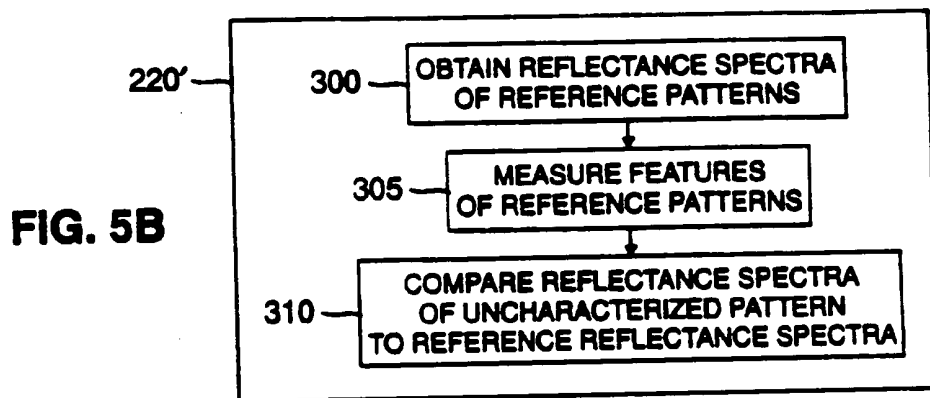 220'
300
OBTAIN REFLECTANCE SPECTRA
OF REFERENCE PATTERNS
305
MEASURE FEATURES
OF REFERENCE PATTERNS
FIG. 5B
310
COMPARE REFLECTANCE SPECTRA
OF UNCHARACTERIZED PATTERN
TO REFERENCE REFLECTANCE SPECTRA